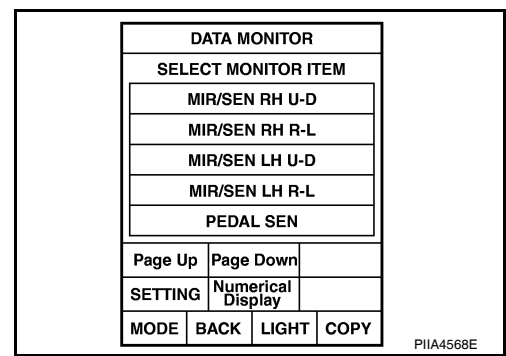 DATA MONITOR
SELECT MONITOR ITEM
MIR/SEN RH U-D
MIR/SEN RH R-L
MIR/SEN LH U-D
MIR/SEN LH R-L
PEDAL SEN
Page Up Page Down
SETTING Numerical
Display
MODE BACK LIGHT COPY
PIIA4568E